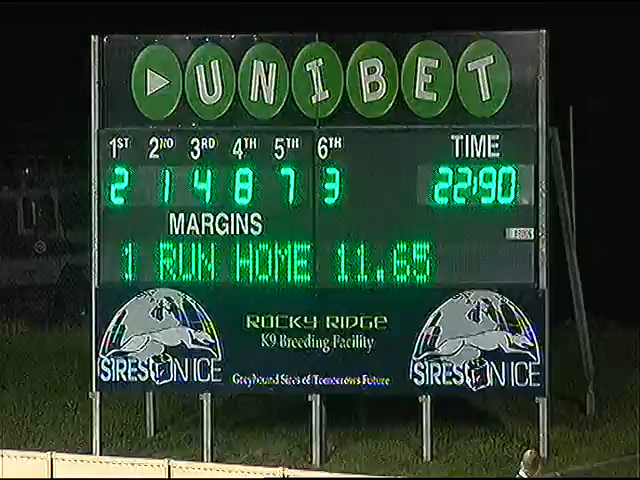 UNIBET
1ST 2ND 3RD 4TH 5TH 6TH TIME
2 1 4 8 7 3 22:90
MARGINS
1 RUN HOME 11.65
ROCKY RIDGE
K9 Breeding Facility
SIRES ON ICE
SIRES ON ICE
Greyhound Sires of Tomorrows Future